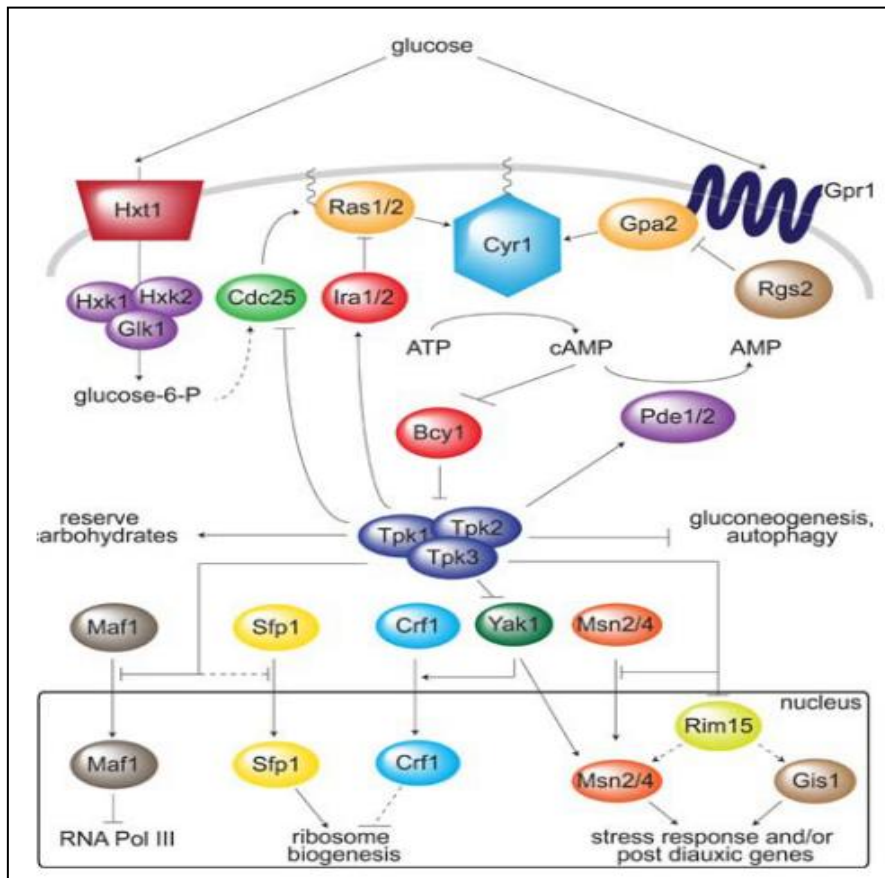 glucose
Hxt1
Ras1/2
Cyr1
Gpa2
Gpr1
Hxk1
Hxk2
Glk1
Cdc25
Ira1/2
Rgs2
ATP
cAMP
AMP
glucose-6-P
Bcy1
Pde1/2
reserve
carbohydrates
Tpk1
Tpk2
Tpk3
gluconeogenesis,
autophagy
Maf1
Sfp1
Crf1
Yak1
Msn2/4
nucleus
Rim15
Maf1
Sfp1
Crf1
Msn2/4
Gis1
RNA Pol III
ribosome
biogenesis
stress response and/or
post diauxic genes